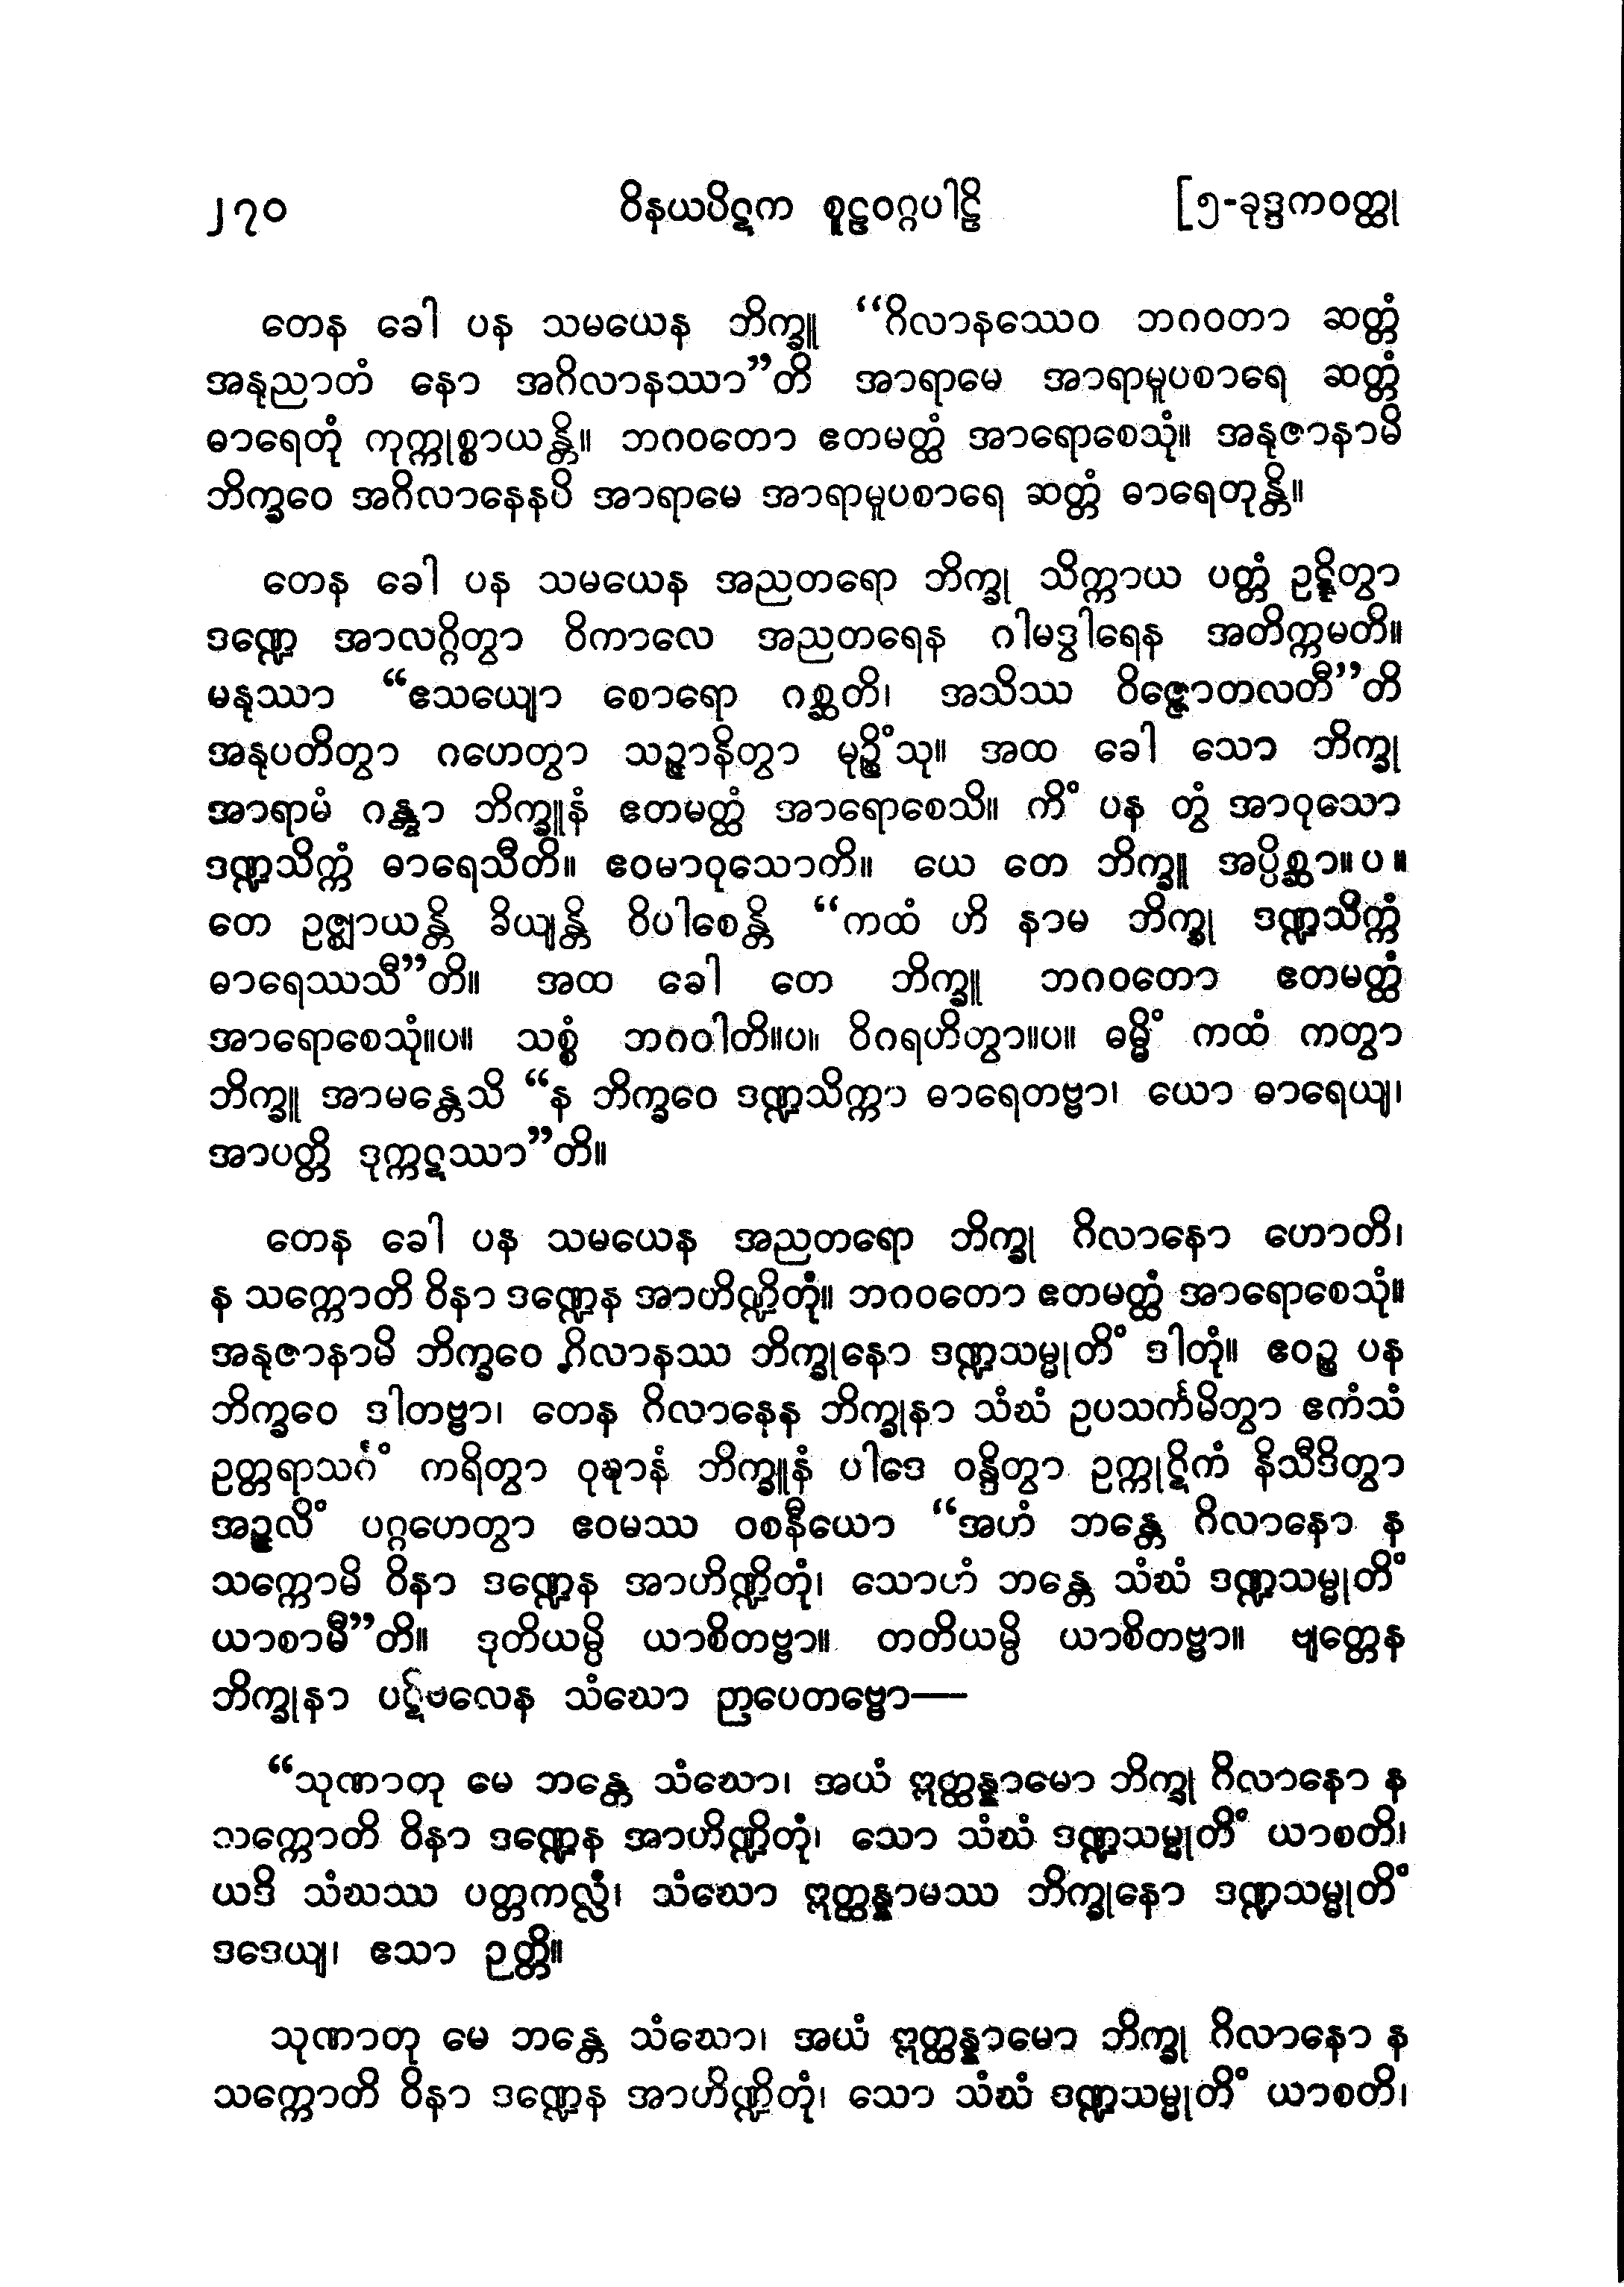 ၂၇၀ ဝိနယပိဋက စူဠဝဂ္ဂပါဠိ [၅-ခုဒ္ဒကဝတ္ထု
တေန ခေါ ပန သမယေန ဘိက္ခူ “ဂိလာနဿေဝ ဘဂဝတာ ဆတ္တံ
အနုညာတံ နော အဂိလာနဿာ”တိ အာရာမေ အာရာမူပစာရေ ဆတ္တံ
ဓာရေတုံ ကုက္ကုစ္စာယန္တိ။ ဘဂဝတော ဧတမတ္ထံ အာရောစေသုံ။ အနုဇာနာမိ
ဘိက္ခဝေ အဂိလာနေနပိ အာရာမေ အာရာမူပစာရေ ဆတ္တံ ဓာရေတုန္တိ။
တေန ခေါ ပန သမယေန အညတရော ဘိက္ခု သိက္ကာယ ပတ္တံ ဥဋ္ဋိတွာ
ဒဏ္ဍေ အာလဂ္ဂိတွာ ဝိကာလေ အညတရေန ဂါမဒွါရေန အတိက္ကမတိ။
မနုဿာ “ဧသယျော စောရော ဂစ္ဆတိ၊ အသိဿ ဝိဇ္ဇောတလတီ”တိ
အနုပတိတွာ ဂဟေတွာ သဉ္ဇာနိတွာ မုဉ္စိံသု။ အထ ခေါ သော ဘိက္ခု
အာရာမံ ဂန္တွာ ဘိက္ခူနံ ဧတမတ္ထံ အာရောစေသိ။ ကိံ ပန တွံ အာဝုသော
ဒဏ္ဍသိက္ကံ ဓာရေသီတိ။ ဧဝမာဝုသောတိ။ ယေ တေ ဘိက္ခူ အပ္ပိစ္ဆာ။ပ။
တေ ဥဇ္ဈာယန္တိ ခိယျန္တိ ဝိပါစေန္တိ “ကထံ ဟိ နာမ ဘိက္ခု ဒဏ္ဍသိက္ကံ
ဓာရေဿသီ”တိ။ အထ ခေါ တေ ဘိက္ခူ ဘဂဝတော ဧတမတ္ထံ
အာရောစေသုံ။ပ။ သစ္စံ ဘဂဝါတိ။ပ။ ဝိဂရဟိတွာ။ပ။ ဓမ္မိံ ကထံ ကတွာ
ဘိက္ခူ အာမန္တေသိ “န ဘိက္ခဝေ ဒဏ္ဍသိက္ကာ ဓာရေတဗ္ဗာ၊ ယော ဓာရေယျ၊
အာပတ္တိ ဒုက္ကဋဿာ”တိ။
တေန ခေါ ပန သမယေန အညတရော ဘိက္ခု ဂိလာနော ဟောတိ၊
န သက္ကောတိ ဝိနာ ဒဏ္ဍေန အာဟိဏ္ဍိတုံ။ ဘဂဝတော ဧတမတ္ထံ အာရောစေသုံ။
အနုဇာနာမိ ဘိက္ခဝေ ဂိလာနဿ ဘိက္ခုနော ဒဏ္ဍသမ္မုတိံ ဒါတုံ။ ဧဝဉ္စ ပန
ဘိက္ခဝေ ဒါတဗ္ဗာ၊ တေန ဂိလာနေန ဘိက္ခုနာ သံဃံ ဥပသင်္ကမိတွာ ဧကံသံ
ဥတ္တရာသင်္ဂံ ကရိတွာ ဝုဍ္ဎာနံ ဘိက္ခူနံ ပါဒေ ဝန္ဒိတွာ ဥက္ကုဋိကံ နိသီဒိတွာ
အဉ္ဇလိံ ပဂ္ဂဟေတွာ ဧဝမဿ ဝစနီယော “အဟံ ဘန္တေ ဂိလာနော န
သက္ကောမိ ဝိနာ ဒဏ္ဍေန အာဟိဏ္ဍိတုံ၊ သောဟံ ဘန္တေ သံဃံ ဒဏ္ဍသမ္မုတိံ
ယာစာမီ”တိ။ ဒုတိယမ္ပိ ယာစိတဗ္ဗာ။ တတိယမ္ပိ ယာစိတဗ္ဗာ။ ဗျတ္တေန
ဘိက္ခုနာ ပဋိဗလေန သံဃော ဉာပေတဗ္ဗော—
“သုဏာတု မေ ဘန္တေ သံဃော၊ အယံ ဣတ္ထန္နာမော ဘိက္ခု ဂိလာနော န
သက္ကောတိ ဝိနာ ဒဏ္ဍေန အာဟိဏ္ဍိတုံ၊ သော သံဃံ ဒဏ္ဍသမ္မုတိံ ယာစတိ၊
ယဒိ သံဃဿ ပတ္တကလ္လံ၊ သံဃော ဣတ္ထန္နာမဿ ဘိက္ခုနော ဒဏ္ဍသမ္မုတိံ
ဒဒေယျ၊ ဧသာ ဉတ္တိ။
သုဏာတု မေ ဘန္တေ သံဃော၊ အယံ ဣတ္ထန္နာမော ဘိက္ခု ဂိလာနော န
သက္ကောတိ ဝိနာ ဒဏ္ဍေန အာဟိဏ္ဍိတုံ၊ သော သံဃံ ဒဏ္ဍသမ္မုတိံ ယာစတိ၊